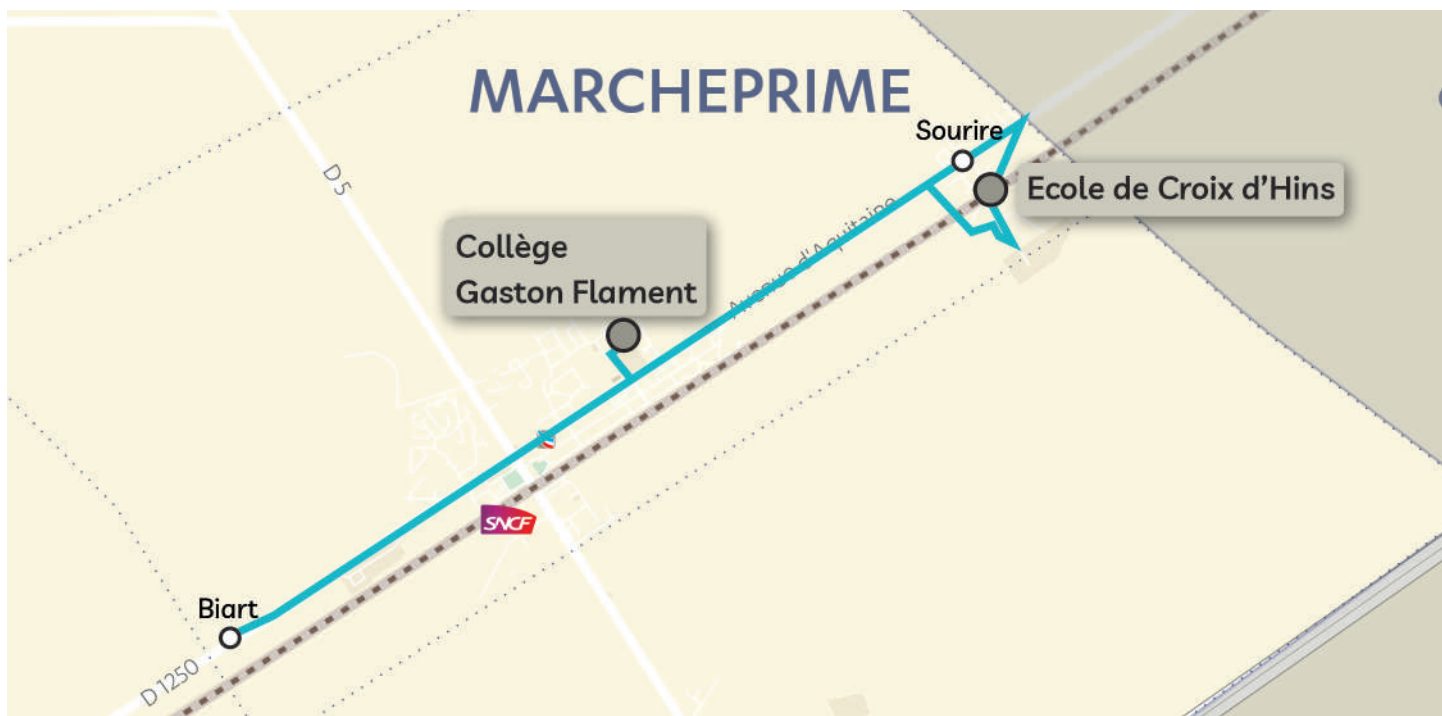 MARCHEPRIME
Sourire
D 5
Ecole de Croix d'Hins
Avenue d'Aquitaine
Collège
Gaston Flament
SNCF
Biart
D 1250